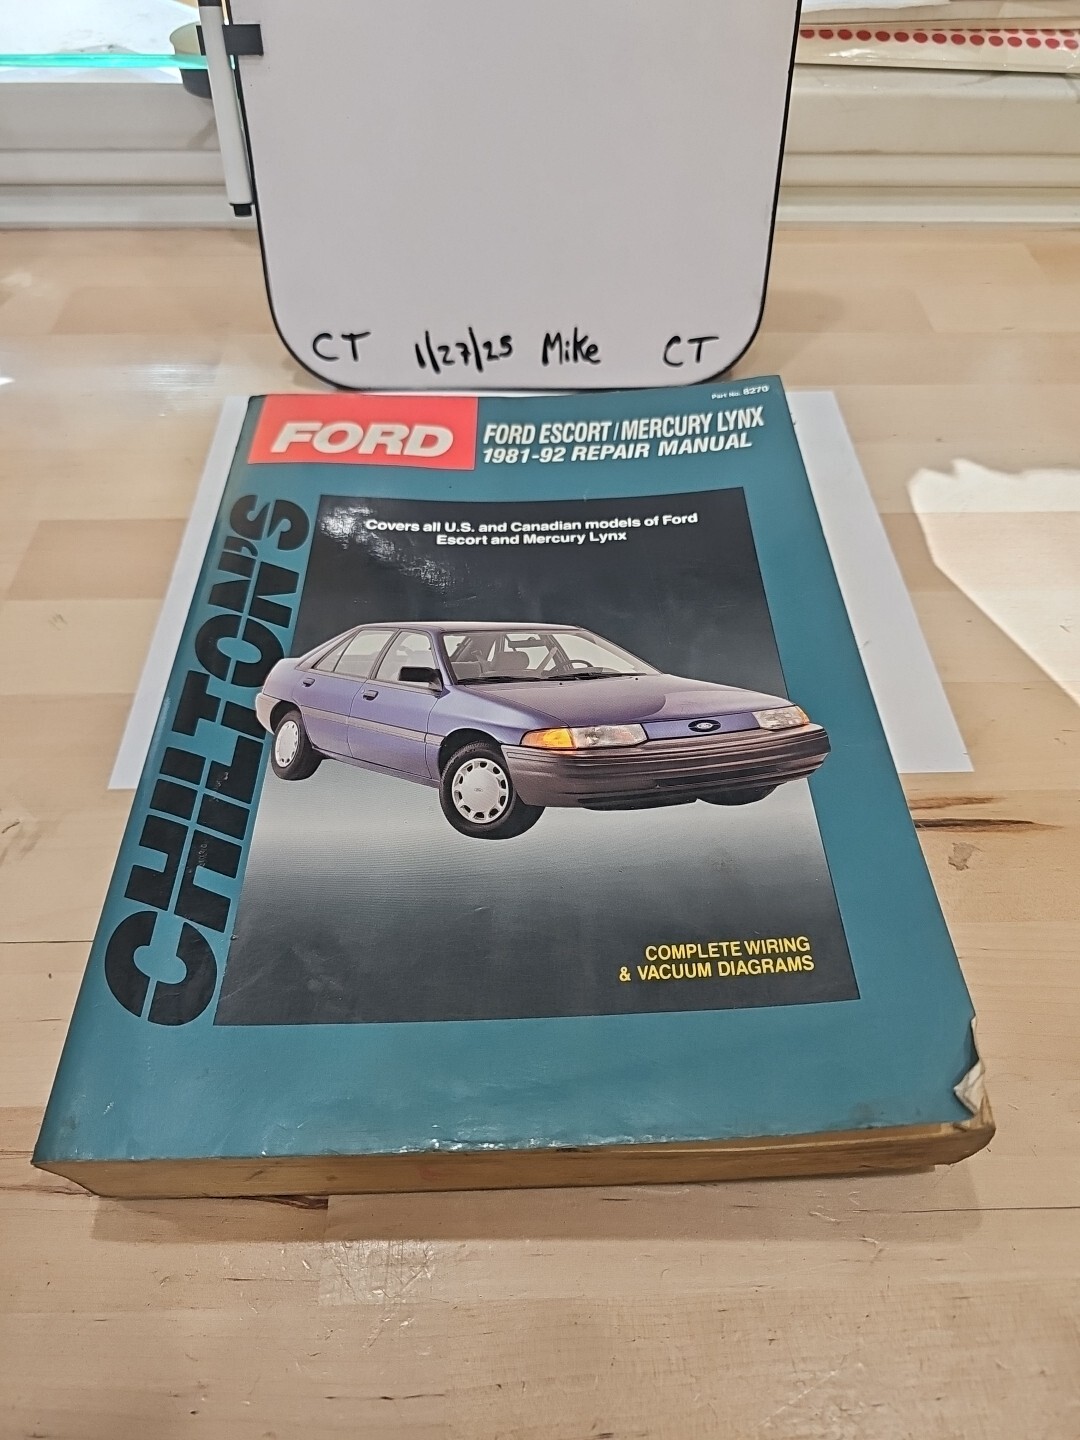 CT 1/27/25 Mike CT
Part No. 8270
FORD
FORD ESCORT/MERCURY LYNX
1981-92 REPAIR MANUAL
CHILTON'S
Covers all U.S. and Canadian models of Ford
Escort and Mercury Lynx
COMPLETE WIRING
& VACUUM DIAGRAMS